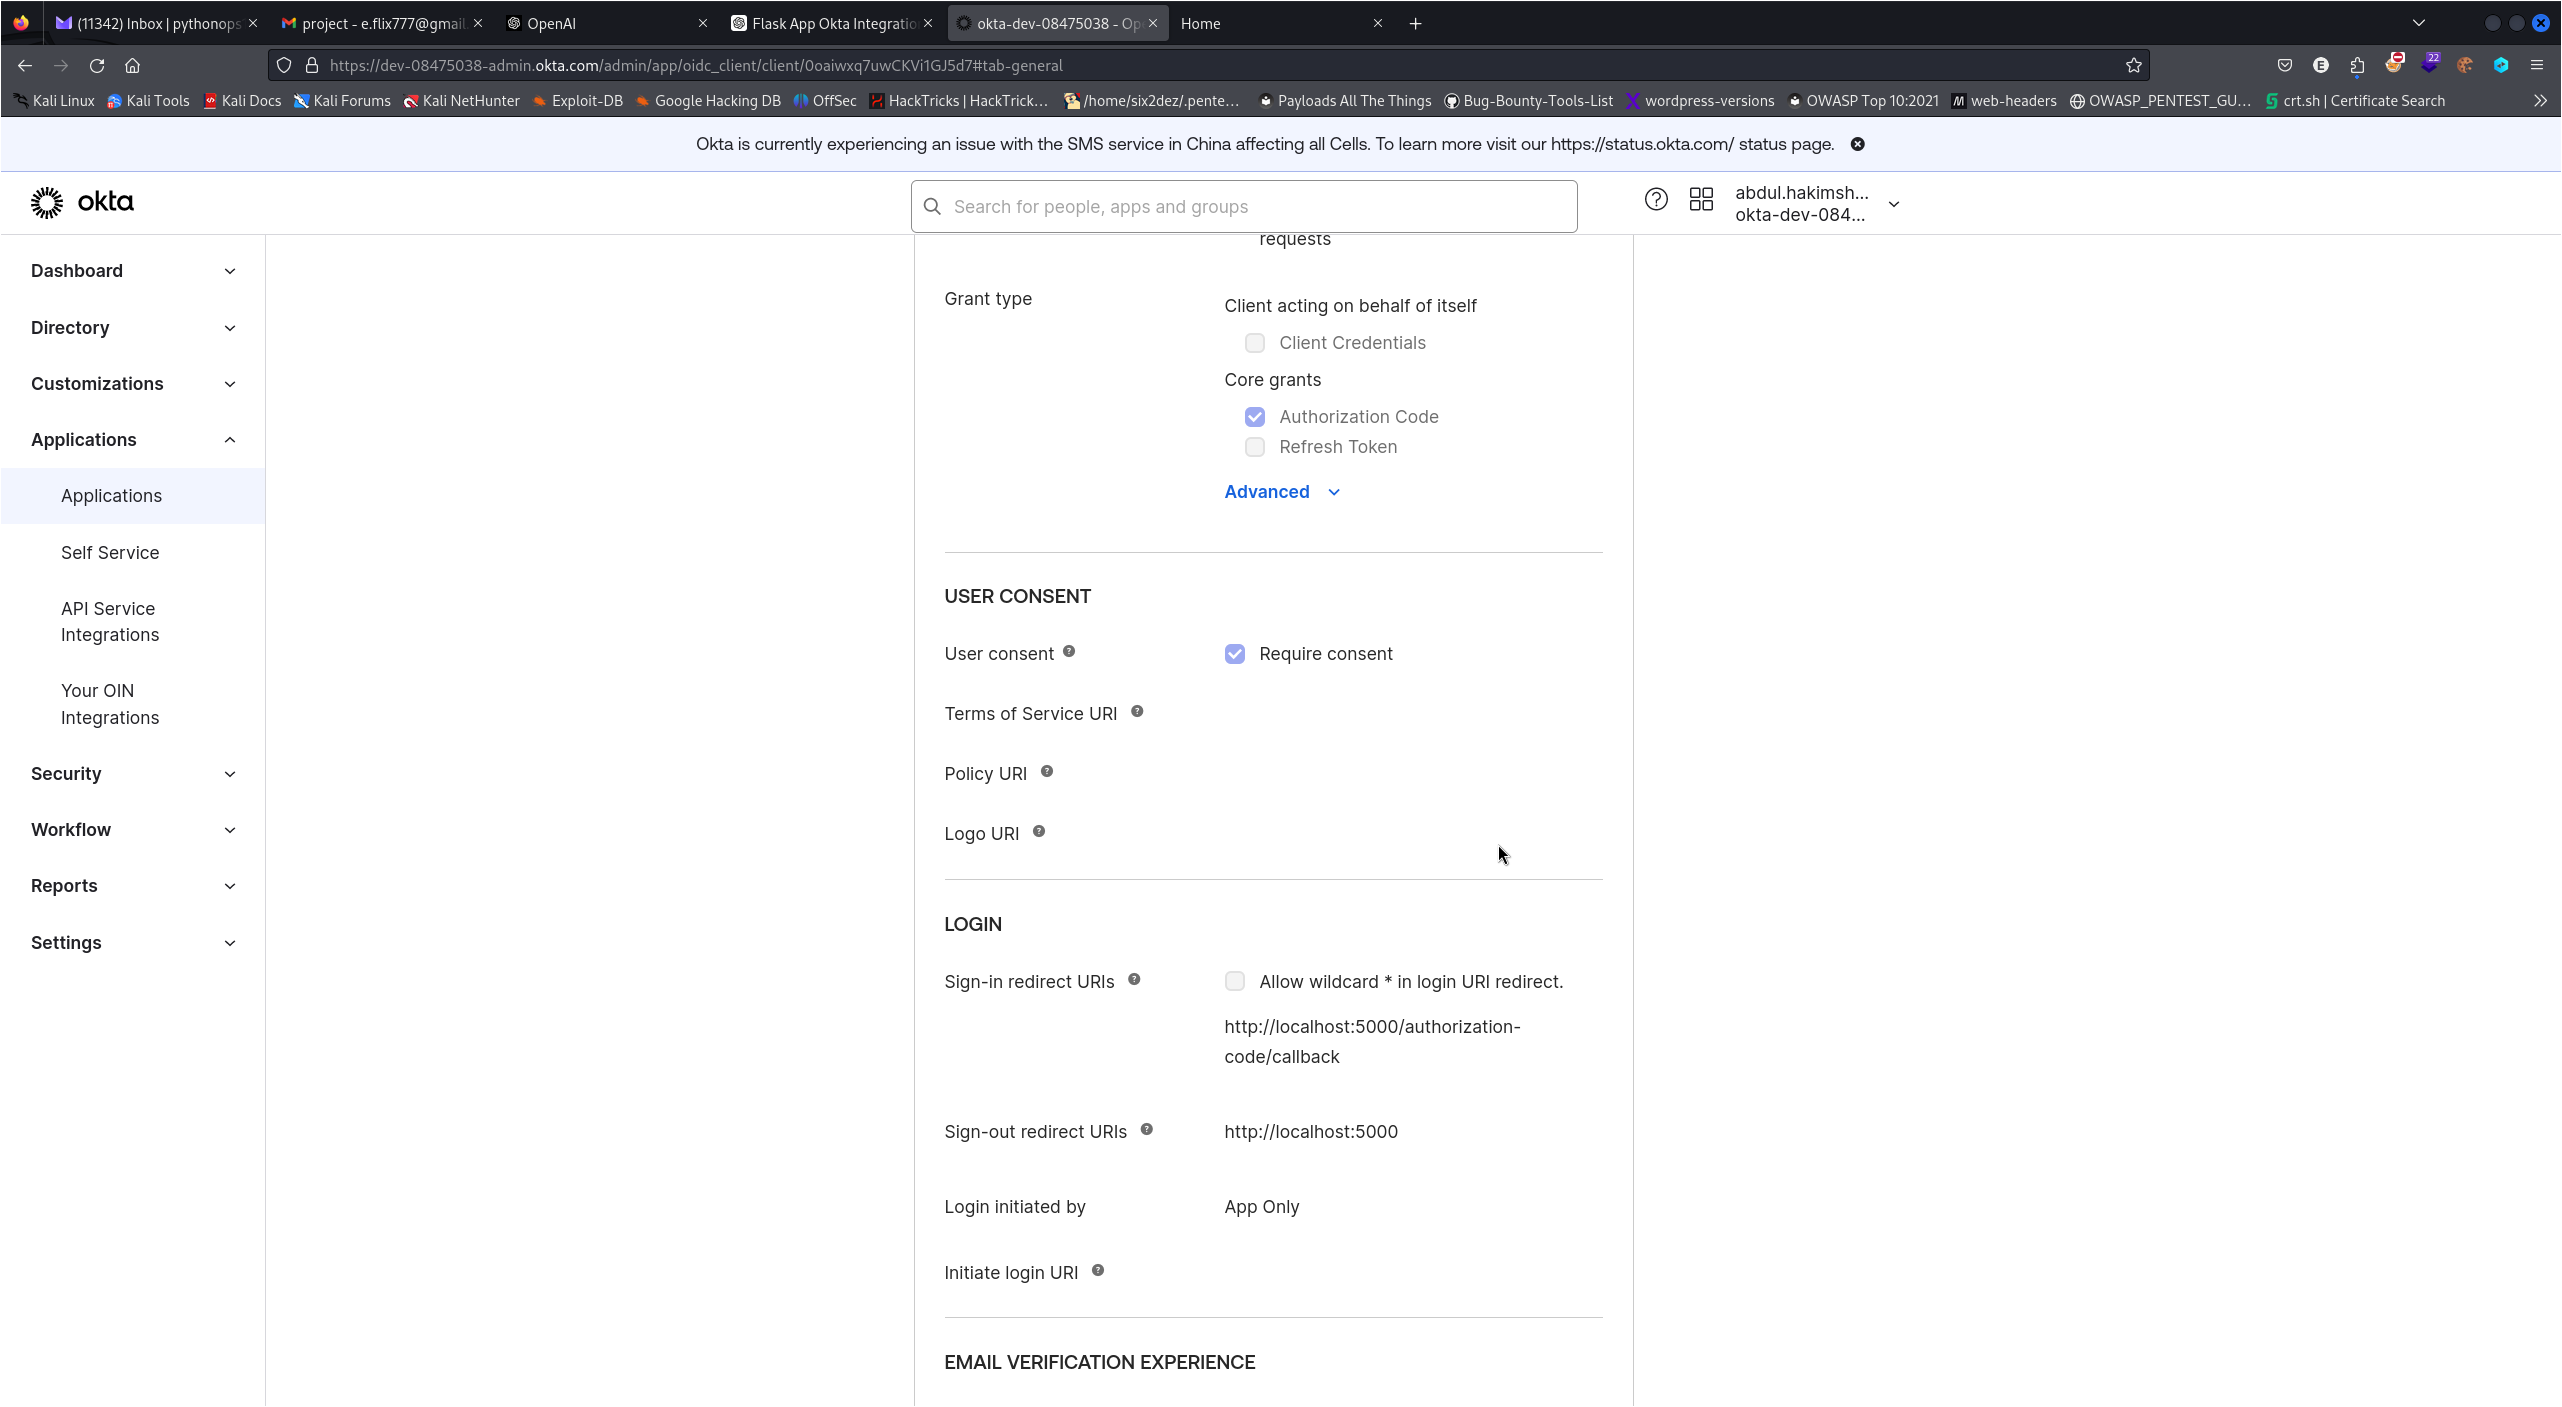 (11342) Inbox | pythonops
project - e.flix777@gmail
OpenAI
Flask App Okta Integratio
okta-dev-08475038 - Op
Home
https://dev-08475038-admin.okta.com/admin/app/oidc_client/client/0oaiwxq7uwCKVi1GJ5d7#tab-general
E
22
Kali Linux
Kali Tools
Kali Docs
Kali Forums
Kali NetHunter
Exploit-DB
Google Hacking DB
OffSec
HackTricks | HackTrick…
/home/six2dez/.pente…
Payloads All The Things
Bug-Bounty-Tools-List
wordpress-versions
OWASP Top 10:2021
web-headers
OWASP_PENTEST_GU…
crt.sh | Certificate Search
Okta is currently experiencing an issue with the SMS service in China affecting all Cells. To learn more visit our https://status.okta.com/ status page.
okta
Search for people, apps and groups
abdul.hakimsh...
okta-dev-084...
Dashboard
Directory
Customizations
Applications
Applications
Self Service
API Service
Integrations
Your OIN
Integrations
Security
Workflow
Reports
Settings
requests
Grant type
Client acting on behalf of itself
Client Credentials
Core grants
Authorization Code
Refresh Token
Advanced
USER CONSENT
User consent
Require consent
Terms of Service URI
Policy URI
Logo URI
LOGIN
Sign-in redirect URIs
Allow wildcard * in login URI redirect.
http://localhost:5000/authorization-
code/callback
Sign-out redirect URIs
http://localhost:5000
Login initiated by
App Only
Initiate login URI
EMAIL VERIFICATION EXPERIENCE